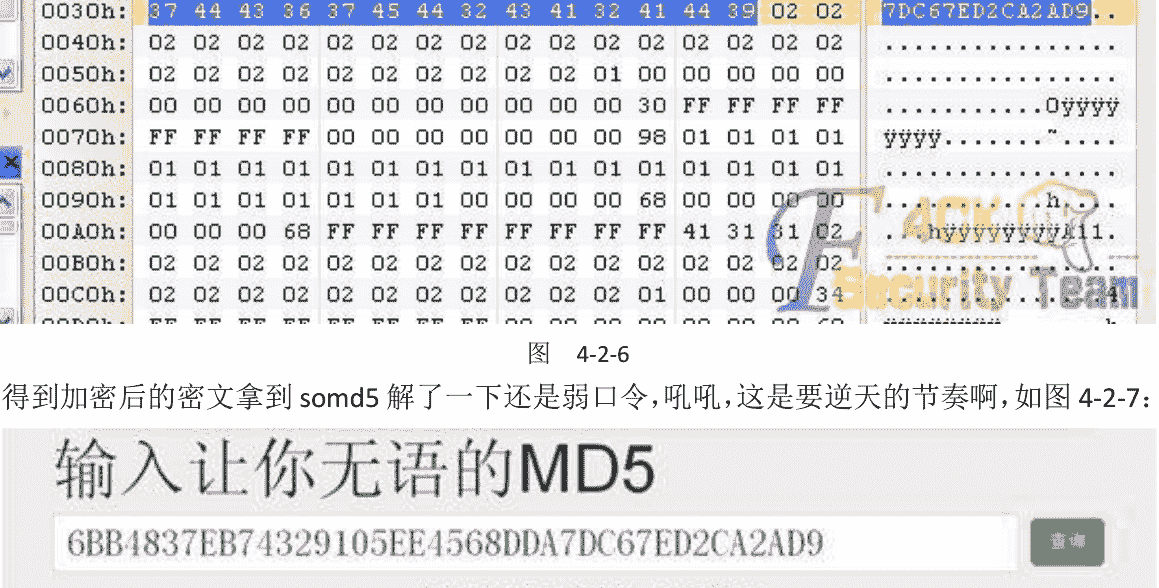 0030h: 37 44 43 36 37 45 44 32 43 41 32 41 44 39 02 02 7DC67ED2CA2AD9..
0040h: 02 02 02 02 02 02 02 02 02 02 02 02 02 02 02 02 ................
0050h: 02 02 02 02 02 02 02 02 02 02 01 00 00 00 00 00 ................
0060h: 00 00 00 00 00 00 00 00 00 00 00 30 FF FF FF FF ...........0ÿÿÿÿ
0070h: FF FF FF FF 00 00 00 00 00 00 00 98 01 01 01 01 ÿÿÿÿ.......˜....
0080h: 01 01 01 01 01 01 01 01 01 01 01 01 01 01 01 01 ................
0090h: 01 01 01 01 01 01 01 00 00 00 00 68 00 00 00 00 ...........h....
00A0h: 00 00 00 68 FF FF FF FF FF FF FF FF 41 31 31 02 ...hÿÿÿÿÿÿÿÿA11.
00B0h: 02 02 02 02 02 02 02 02 02 02 02 02 02 02 02 02 ................
00C0h: 02 02 02 02 02 02 02 02 02 02 02 01 00 00 00 34 ...............4
Security Team
图 4-2-6
得到加密后的密文拿到 somd5 解了一下还是弱口令,吼吼,这是要逆天的节奏啊,如图 4-2-7:
输入让你无语的MD5
6BB4837EB74329105EE4568DDA7DC67ED2CA2AD9
查询